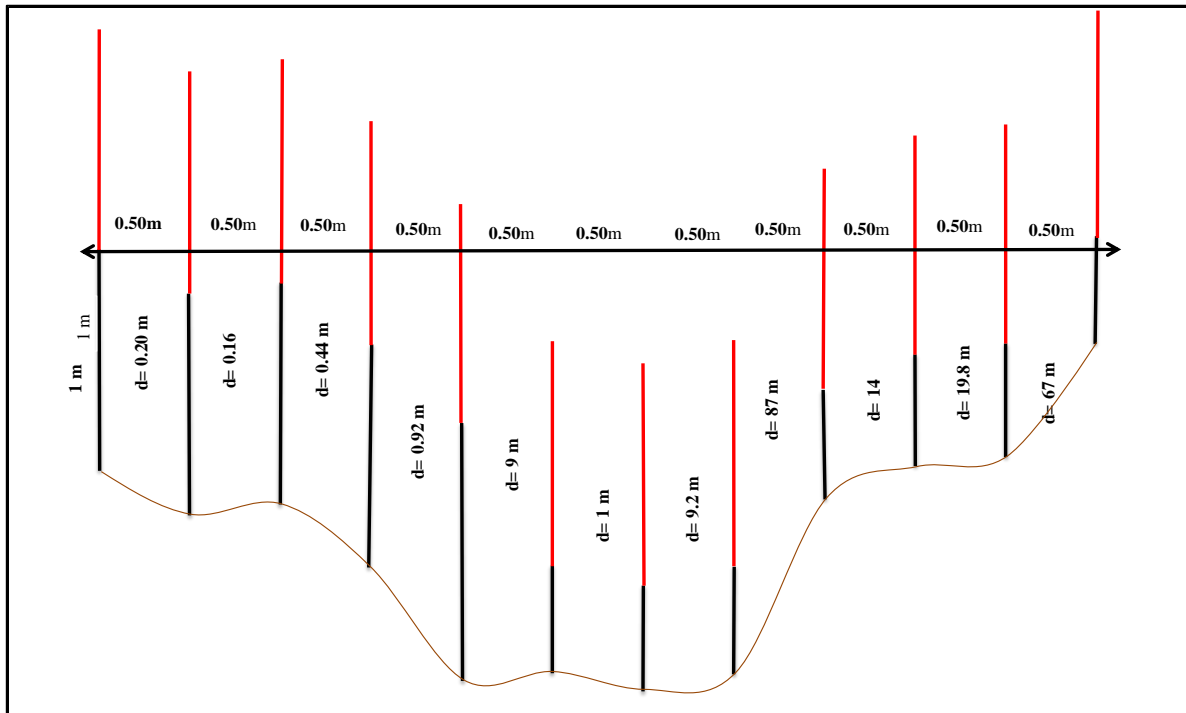 0.50m
0.50m
0.50m
0.50m
0.50m
0.50m
0.50m
0.50m
0.50m
0.50m
0.50m
1 m
1 m
d= 0.20 m
d= 0.16
d= 0.44 m
d= 0.92 m
d= 9 m
d= 1 m
d= 9.2 m
d= 87 m
d= 14
d= 19.8 m
d= 67 m